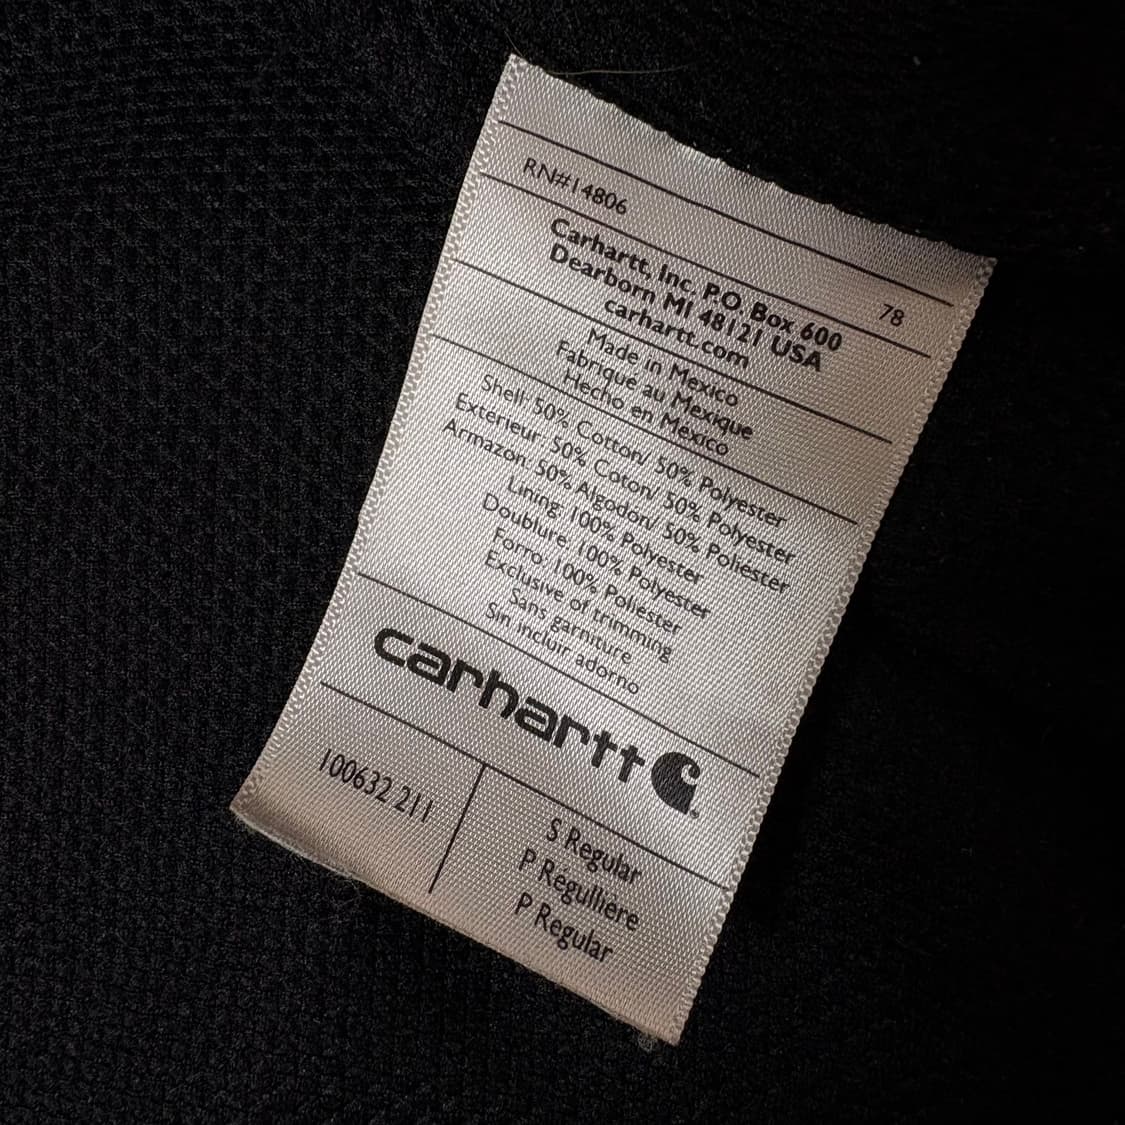 RN#14806
78
Carhartt, Inc. P.O. Box 600
Dearborn MI 48121 USA
carhartt.com
Made in Mexico
Fabriqué au Mexique
Hecho en México
Shell: 50% Cotton/ 50% Polyester
Exterieur: 50% Coton/ 50% Polyester
Armazon: 50% Algodon/ 50% Poliester
Lining: 100% Polyester
Doublure: 100% Polyester
Forro: 100% Poliester
Exclusive of trimming
Sans garniture
Sin incluir adorno
carhartt
100632 211
S Regular
P Regulliere
P Regular